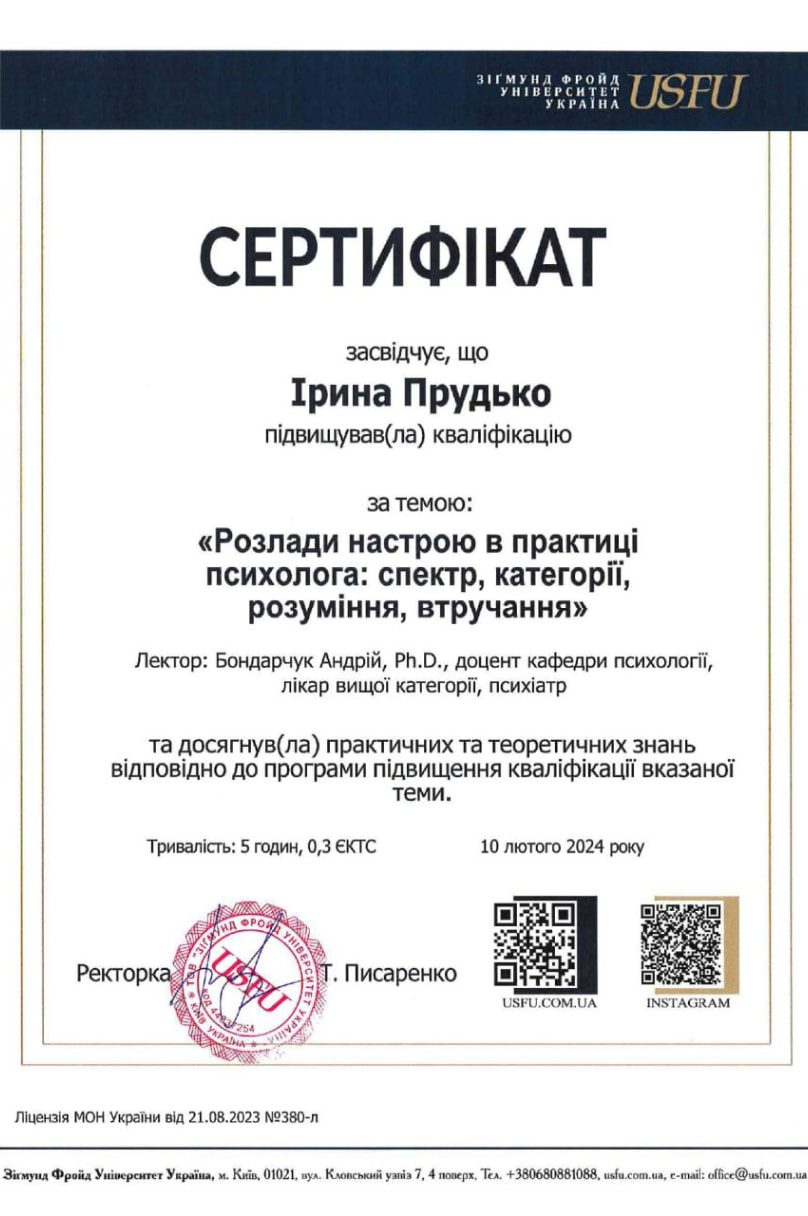 ЗІҐМУНД ФРОЙД
УНІВЕРСИТЕТ
УКРАЇНА
USFU
СЕРТИФІКАТ
засвідчує, що
Ірина Прудько
підвищував(ла) кваліфікацію
за темою:
«Розлади настрою в практиці
психолога: спектр, категорії,
розуміння, втручання»
Лектор: Бондарчук Андрій, Ph.D., доцент кафедри психології,
лікар вищої категорії, психіатр
та досягнув(ла) практичних та теоретичних знань
відповідно до програми підвищення кваліфікації вказаної
теми.
Тривалість: 5 годин, 0,3 ЄКТС
10 лютого 2024 року
Ректорка
Т. Писаренко
ТОВ "ЗІҐМУНД ФРОЙД УНІВЕРСИТЕТ УКРАЇНА"
USFU
КИЇВ УКРАЇНА
USFU.COM.UA
INSTAGRAM
Ліцензія МОН України від 21.08.2023 №380-л
Зіґмунд Фройд Університет Україна, м. Київ, 01021, вул. Кловський узвіз 7, 4 поверх, Тел. +380680881088, usfu.com.ua, e-mail: office@usfu.com.ua